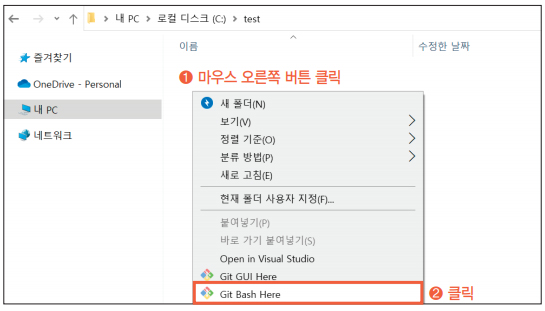 내 PC > 로컬 디스크 (C:) > test
이름
수정한 날짜
즐겨찾기
OneDrive - Personal
내 PC
네트워크
❶ 마우스 오른쪽 버튼 클릭
새 폴더(N)
보기(V)
정렬 기준(O)
분류 방법(P)
새로 고침(E)
현재 폴더 사용자 지정(F)...
붙여넣기(P)
바로 가기 붙여넣기(S)
Open in Visual Studio
Git GUI Here
Git Bash Here
❷ 클릭